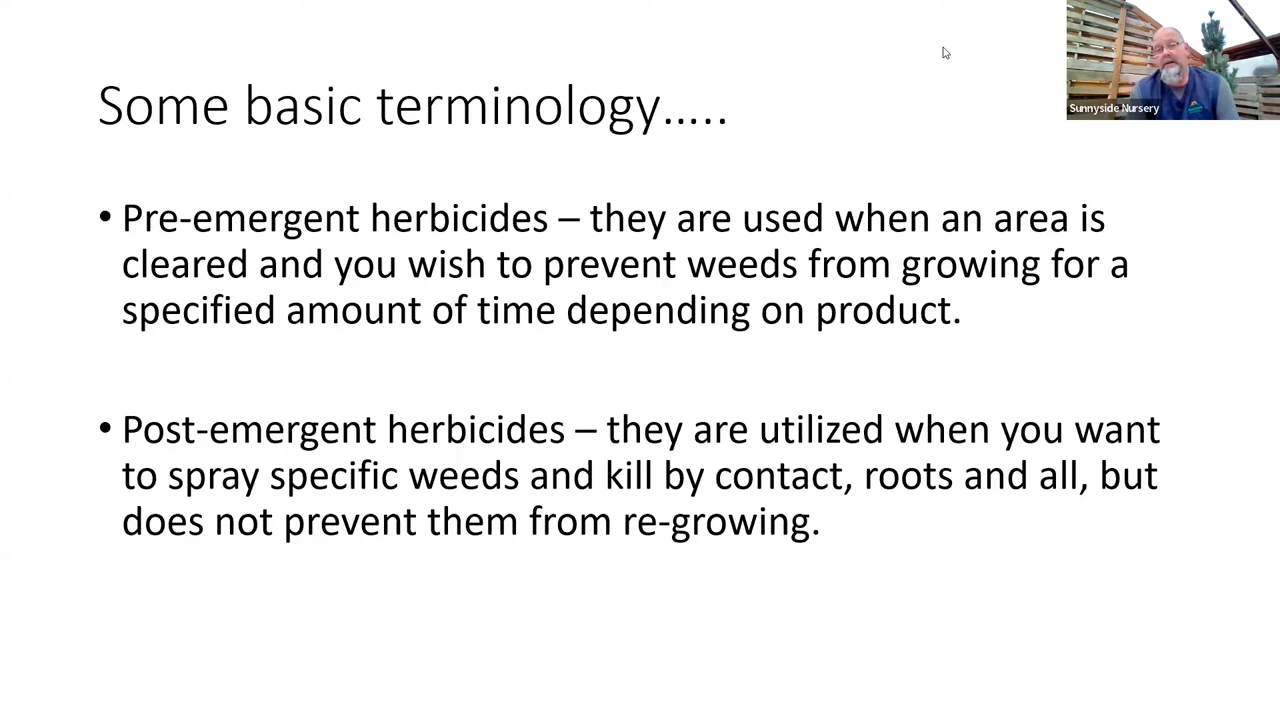 Sunnyside Nursery
Some basic terminology…..
• Pre-emergent herbicides – they are used when an area is
cleared and you wish to prevent weeds from growing for a
specified amount of time depending on product.
• Post-emergent herbicides – they are utilized when you want
to spray specific weeds and kill by contact, roots and all, but
does not prevent them from re-growing.